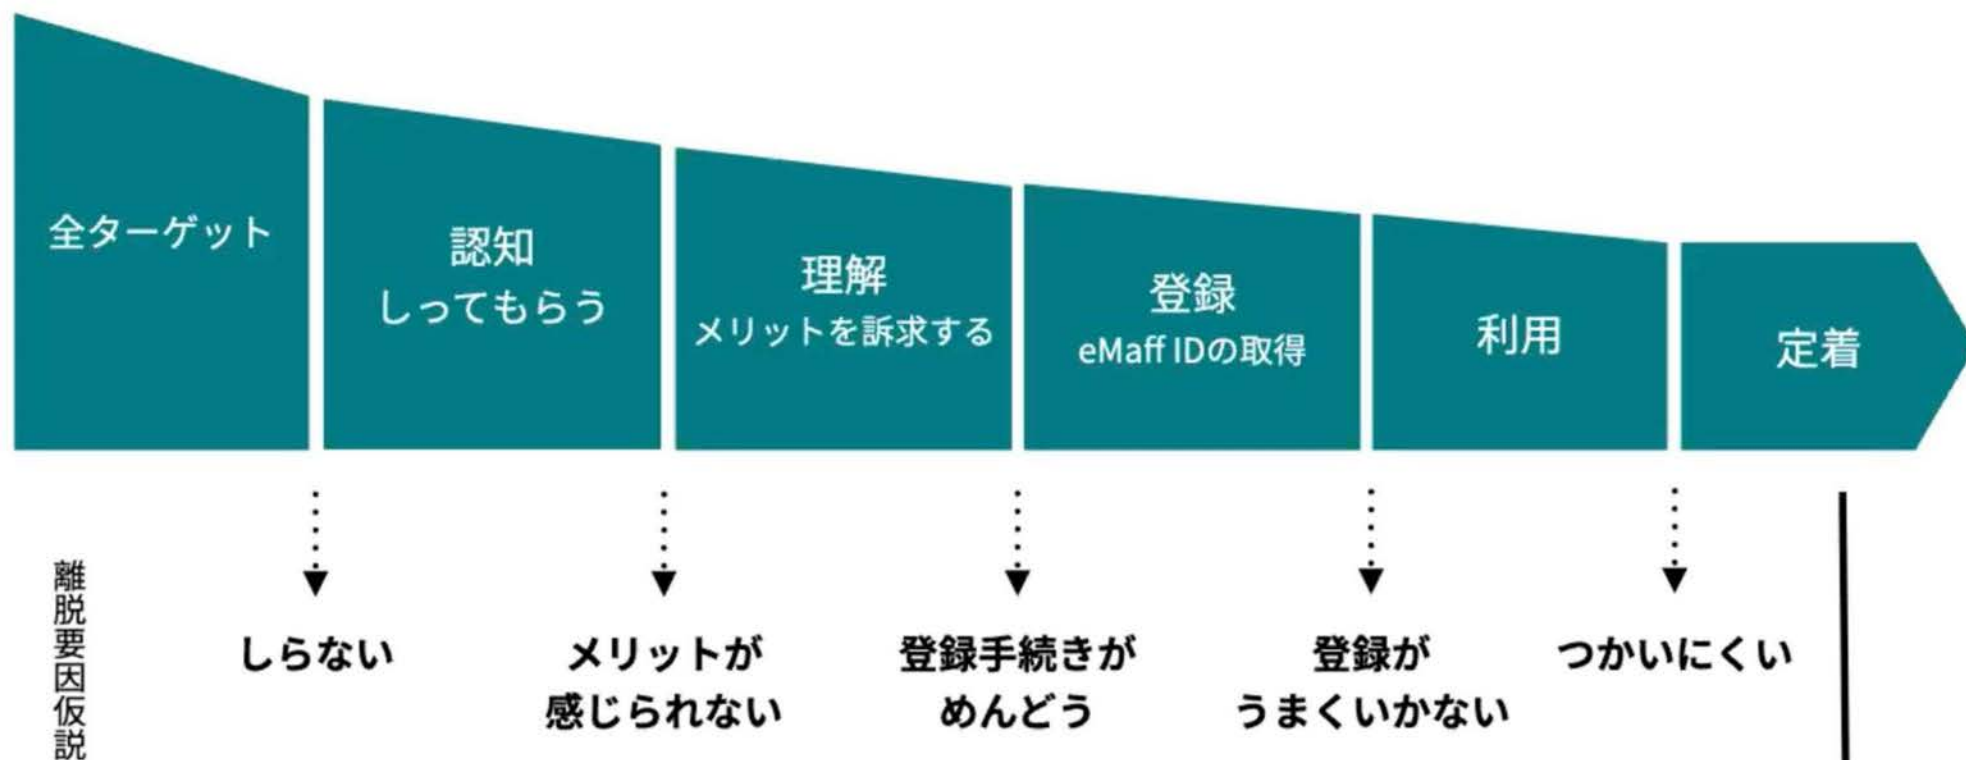 全ターゲット
認知
しってもらう
理解
メリットを訴求する
登録
eMaff IDの取得
利用
定着
離脱要因仮説
しらない
メリットが
感じられない
登録手続きが
めんどう
登録が
うまくいかない
つかいにくい